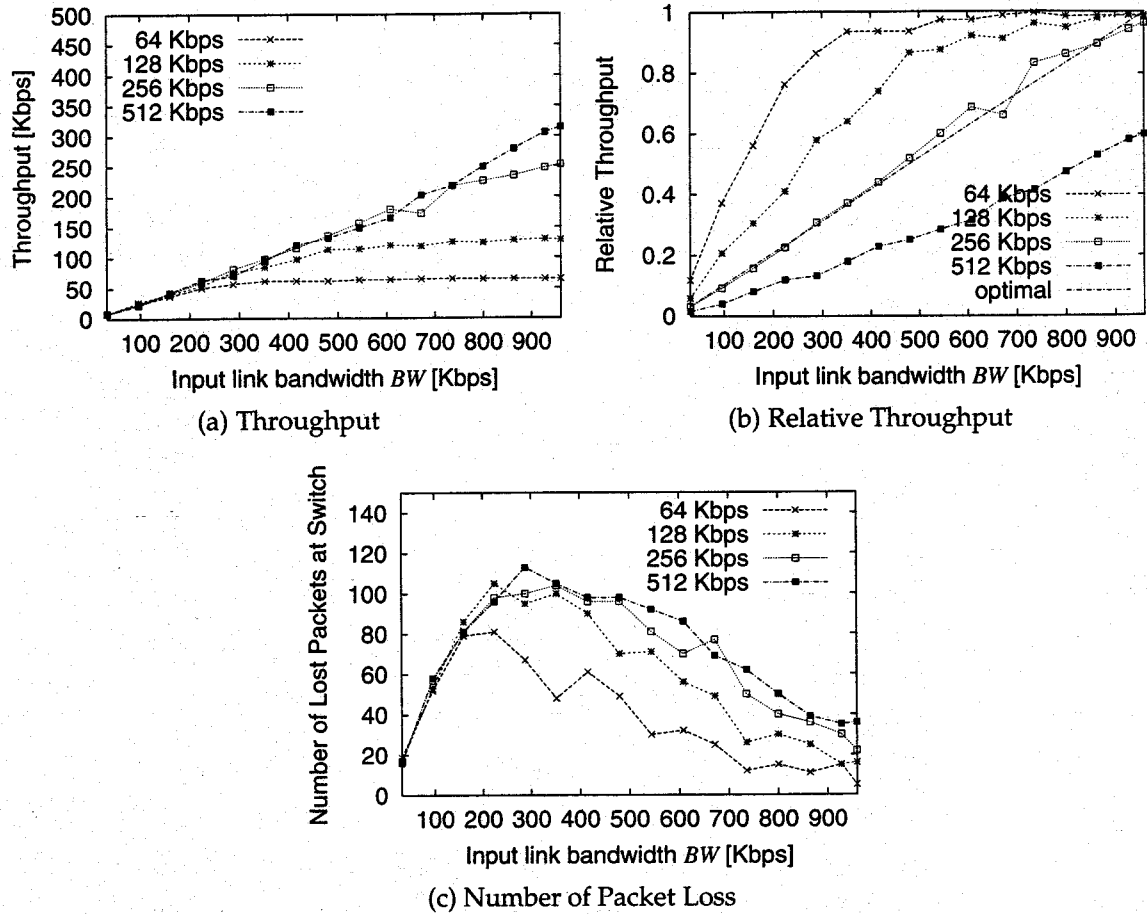 500
450
400
350
300
250
200
150
100
50
0
Throughput [Kbps]
64 Kbps
128 Kbps
256 Kbps
512 Kbps
100 200 300 400 500 600 700 800 900
Input link bandwidth BW [Kbps]
(a) Throughput
1
0.8
0.6
0.4
0.2
0
Relative Throughput
64 Kbps
128 Kbps
256 Kbps
512 Kbps
optimal
100 200 300 400 500 600 700 800 900
Input link bandwidth BW [Kbps]
(b) Relative Throughput
140
120
100
80
60
40
20
0
Number of Lost Packets at Switch
64 Kbps
128 Kbps
256 Kbps
512 Kbps
100 200 300 400 500 600 700 800 900
Input link bandwidth BW [Kbps]
(c) Number of Packet Loss